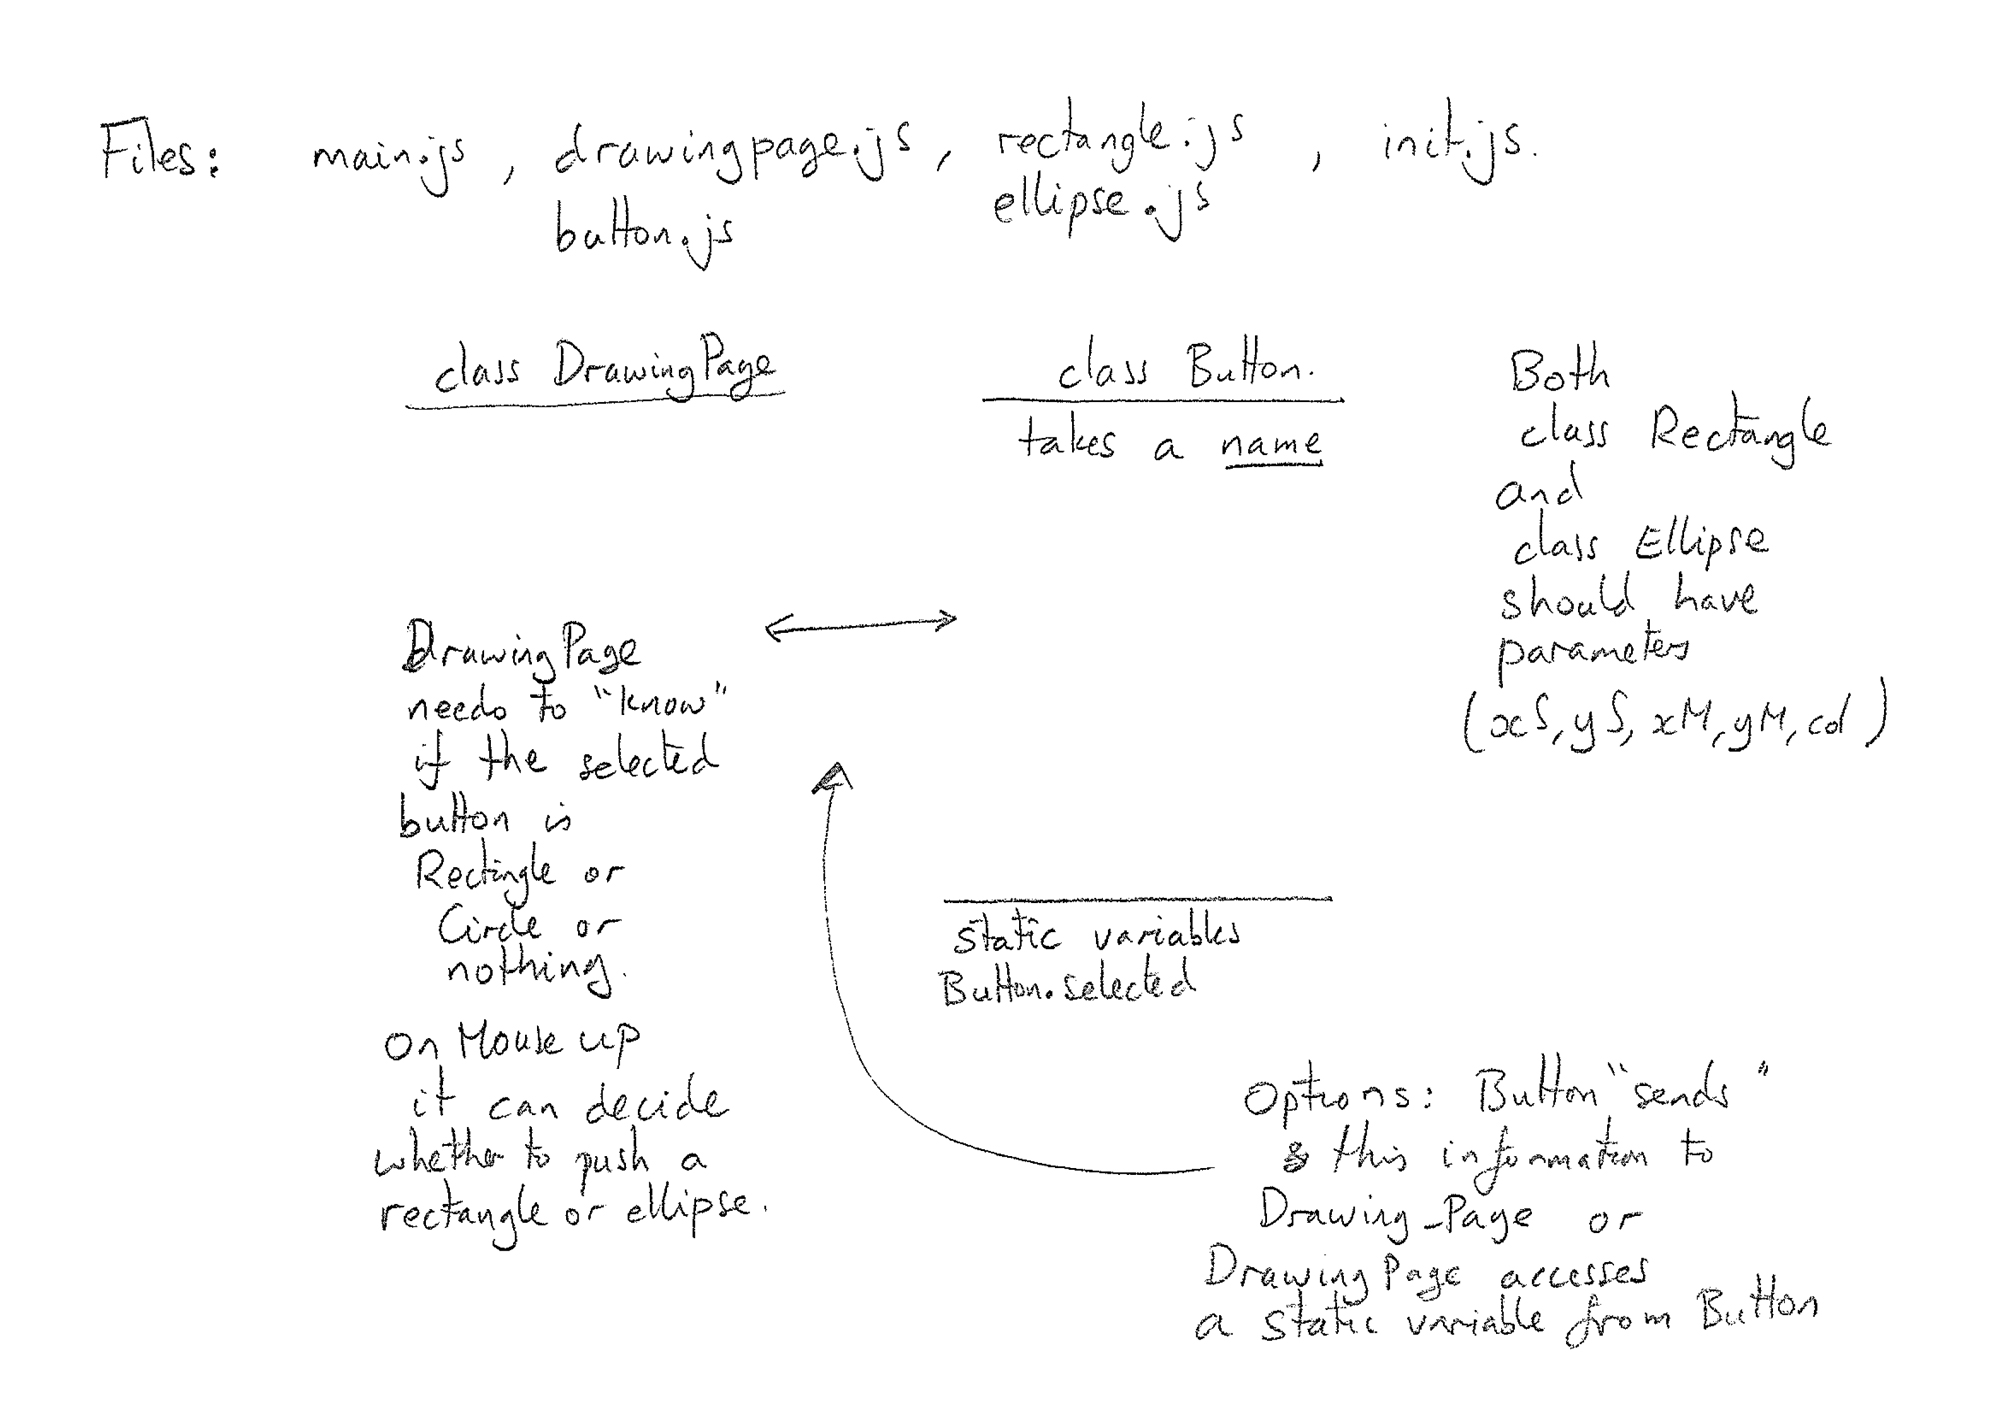 Files: main.js, drawingpage.js, rectangle.js, init.js.
button.js
ellipse.js
class DrawingPage
class Button.
takes a name
Both
class Rectangle
and
class Ellipse
should have
parameters
(xS, yS, xM, yM, col)
DrawingPage
needs to "know"
if the selected
button is
Rectingle or
Circle or
nothing.
On Mouse up
it can decide
whether to push a
rectangle or ellipse.
static variables
Button.selected
Options: Button "sends"
this information to
Drawing_Page or
DrawingPage accesses
a static variable from Button